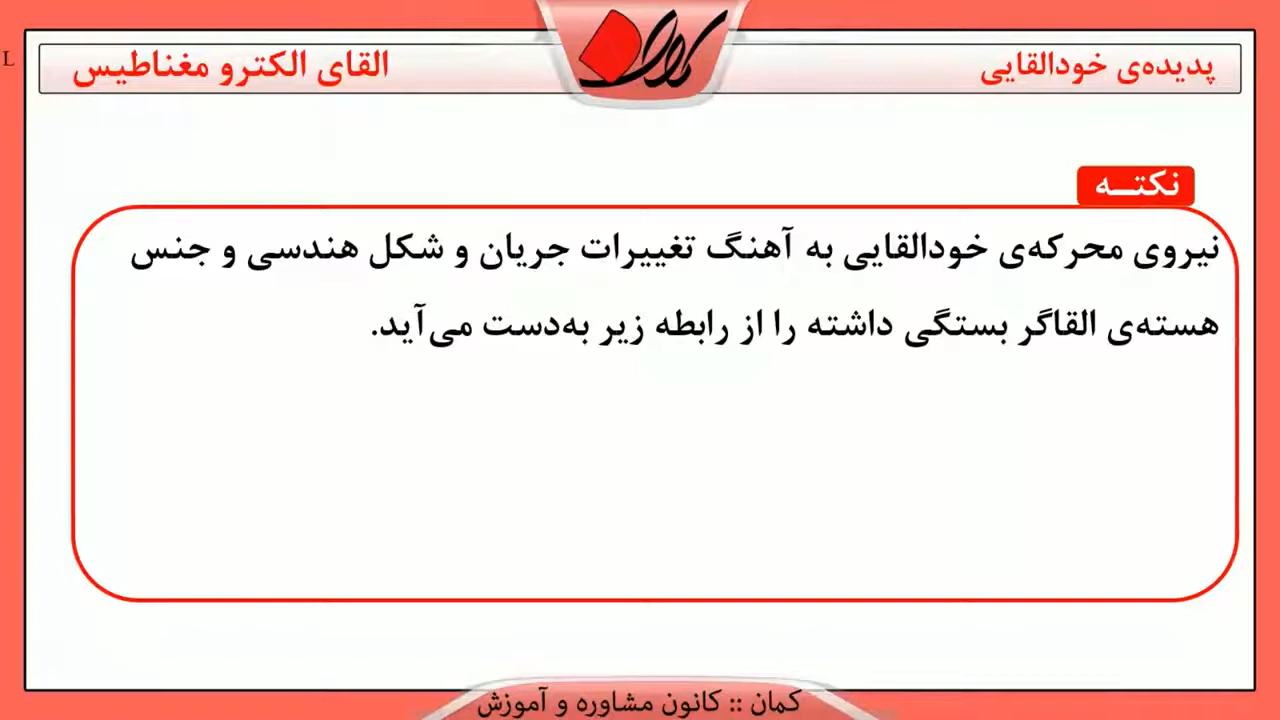 پدیده‌ی خودالقایی
القای الکترو مغناطیس
L
نکتــه
نیروی محرکه‌ی خودالقایی به آهنگ تغییرات جریان و شکل هندسی و جنس
هسته‌ی القاگر بستگی داشته را از رابطه زیر به‌دست می‌آید.
کمان :: کانون مشاوره و آموزش